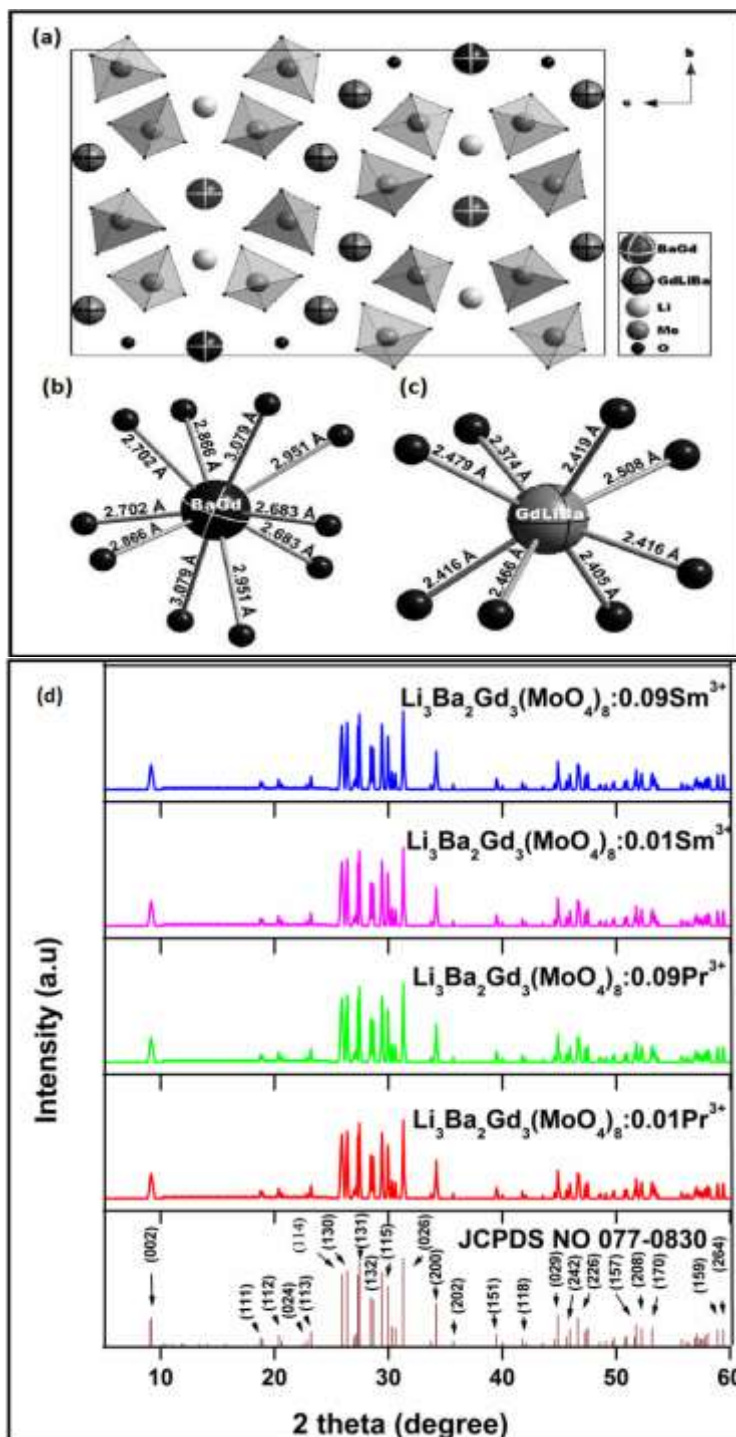 (a)
b
BaGd
GdLiBa
Li
Mo
O
(b)
2.702 Å
2.866 Å
3.079 Å
2.951 Å
BaGd
2.702 Å
2.683 Å
2.866 Å
2.683 Å
3.079 Å
2.951 Å
(c)
2.479 Å
2.374 Å
2.419 Å
2.508 Å
GdLiBa
2.416 Å
2.466 Å
2.405 Å
2.416 Å
(d)
Li₃Ba₂Gd₃(MoO₄)₈:0.09Sm³⁺
Li₃Ba₂Gd₃(MoO₄)₈:0.01Sm³⁺
Li₃Ba₂Gd₃(MoO₄)₈:0.09Pr³⁺
Li₃Ba₂Gd₃(MoO₄)₈:0.01Pr³⁺
JCPDS NO 077-0830
(002)
(111)
(112)
(024)
(113)
(114)
(130)
(131)
(132)
(115)
(026)
(200)
(202)
(151)
(118)
(029)
(242)
(226)
(157)
(208)
(170)
(159)
(264)
Intensity (a.u)
10 20 30 40 50 60
2 theta (degree)